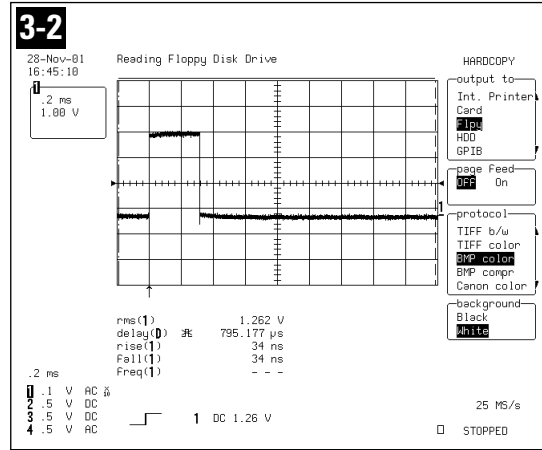 3-2
28-Nov-01
16:45:10
Reading Floppy Disk Drive
1
.2 ms
1.00 V
HARDCOPY
output to
Int. Printer
Card
Flpy
HDD
GPIB
page Feed
OFF On
1
protocol
TIFF b/w
TIFF color
BMP color
BMP compr
Canon color
background
Black
White
rms(1) 1.262 V
delay(1) 795.177 µs
rise(1) 34 ns
Fall(1) 34 ns
Freq(1) - - -
.2 ms
1 .1 V AC X10
2 .5 V DC
3 .5 V DC
4 .5 V AC
1 DC 1.26 V
25 MS/s
STOPPED